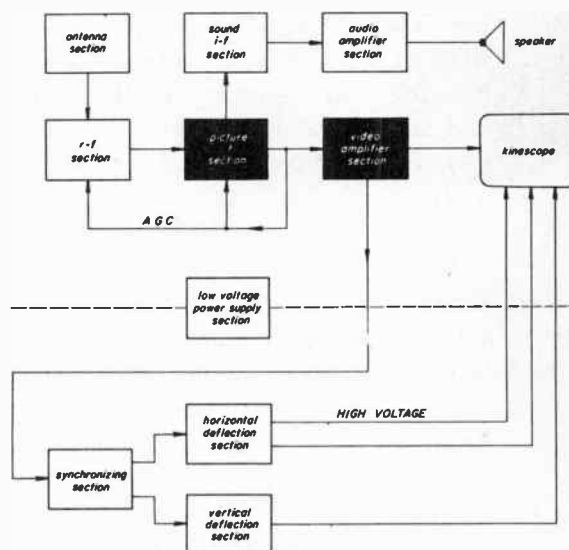 antenna
section
sound
i-f
section
audio
amplifier
section
speaker
r-f
section
picture
section
video
amplifier
section
kinescope
AGC
low voltage
power supply
section
horizontal
deflection
section
HIGH VOLTAGE
synchronizing
section
vertical
deflection
section